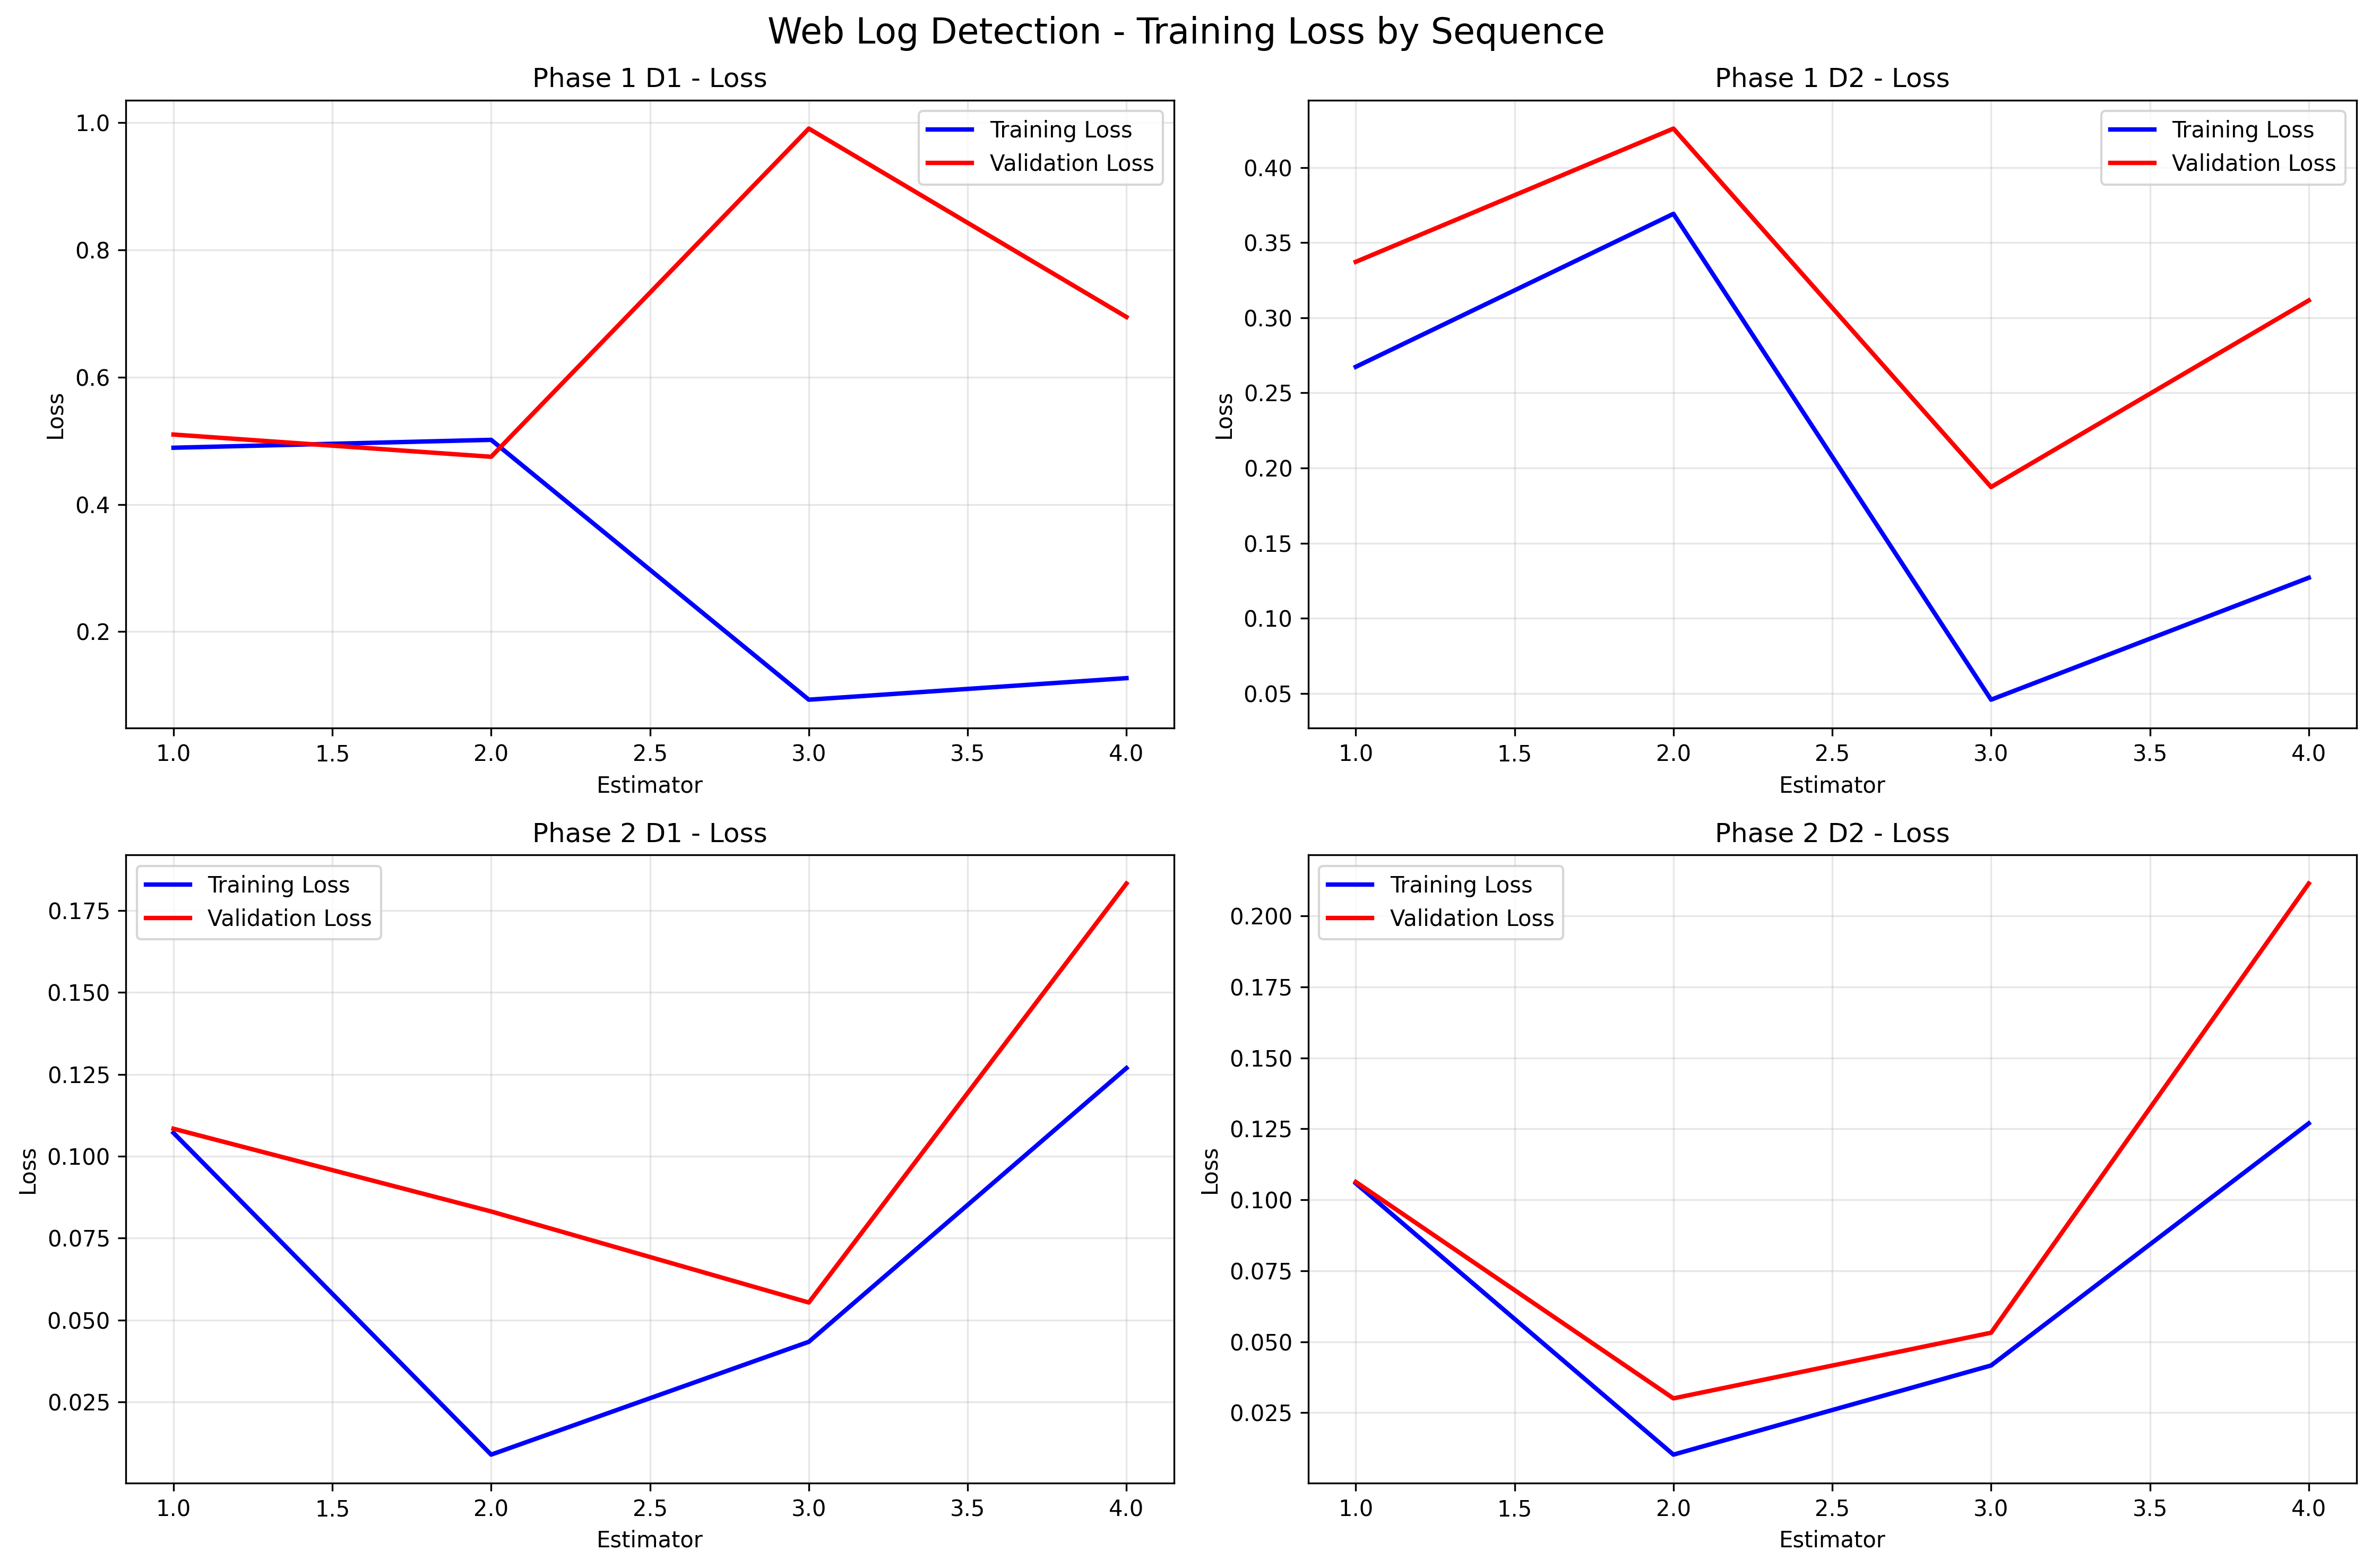 Web Log Detection - Training Loss by Sequence
Phase 1 D1 - Loss
Training Loss
Validation Loss
1.0
0.8
0.6
0.4
0.2
Loss
1.0 1.5 2.0 2.5 3.0 3.5 4.0
Estimator
Phase 1 D2 - Loss
Training Loss
Validation Loss
0.40
0.35
0.30
0.25
0.20
0.15
0.10
0.05
Loss
1.0 1.5 2.0 2.5 3.0 3.5 4.0
Estimator
Phase 2 D1 - Loss
Training Loss
Validation Loss
0.175
0.150
0.125
0.100
0.075
0.050
0.025
Loss
1.0 1.5 2.0 2.5 3.0 3.5 4.0
Estimator
Phase 2 D2 - Loss
Training Loss
Validation Loss
0.200
0.175
0.150
0.125
0.100
0.075
0.050
0.025
Loss
1.0 1.5 2.0 2.5 3.0 3.5 4.0
Estimator